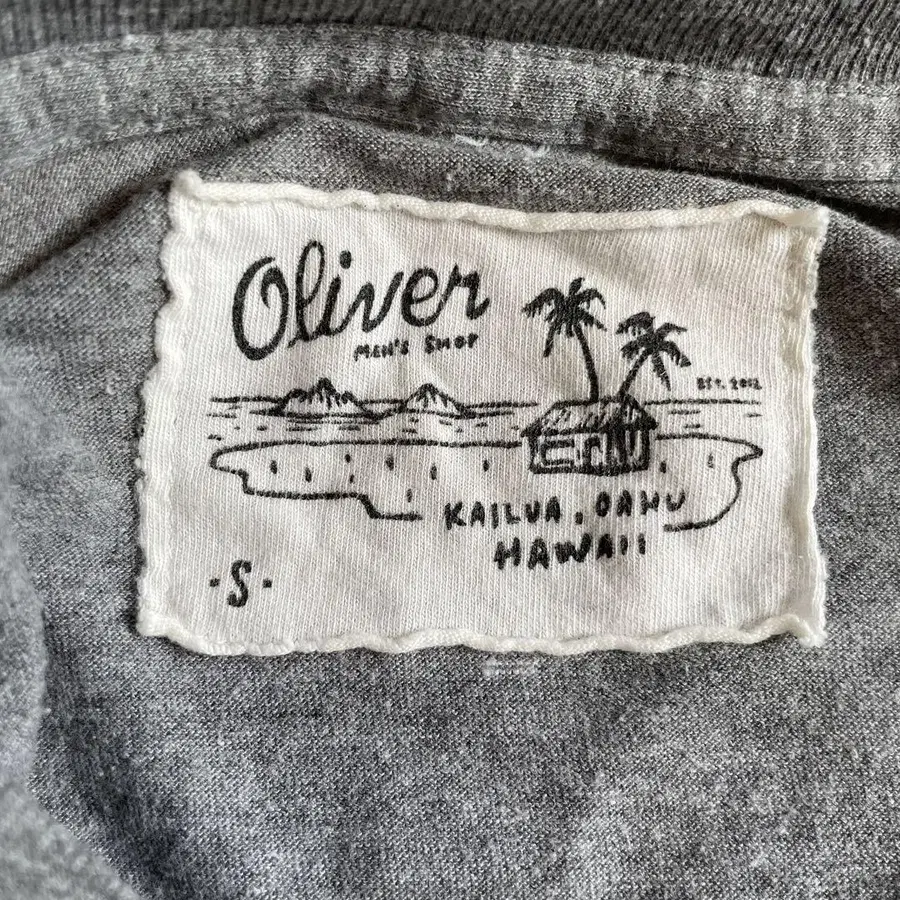 Oliver
MEN'S SHOP
EST. 2012
KAILUA, OAHU
HAWAII
·S·